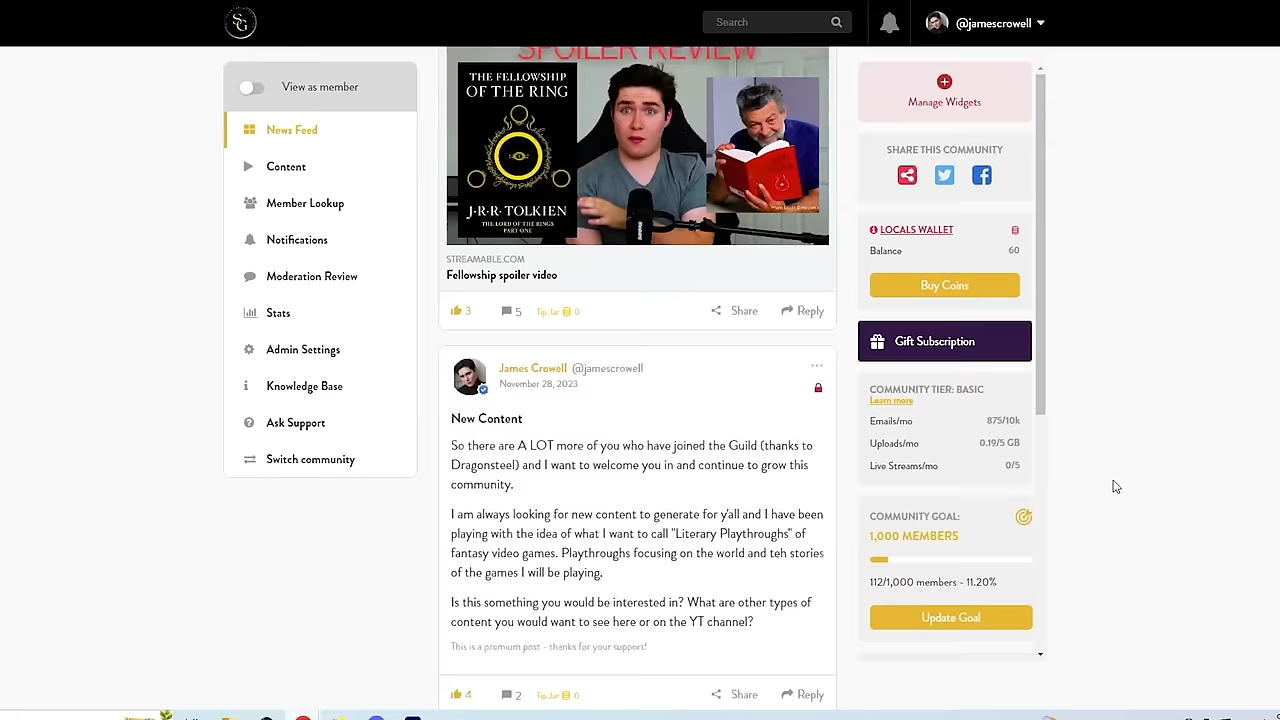 SG
Search
@jamescrowell
View as member
News Feed
Content
Member Lookup
Notifications
Moderation Review
Stats
Admin Settings
Knowledge Base
Ask Support
Switch community
SPOILER REVIEW
THE FELLOWSHIP
OF THE RING
J·R·R·TOLKIEN
THE LORD OF THE RINGS
PART ONE
STREAMABLE.COM
Fellowship spoiler video
3
5
Tip Jar 0
Share
Reply
James Crowell @jamescrowell
November 28, 2023
New Content
So there are A LOT more of you who have joined the Guild (thanks to
Dragonsteel) and I want to welcome you in and continue to grow this
community.
I am always looking for new content to generate for y'all and I have been
playing with the idea of what I want to call "Literary Playthroughs" of
fantasy video games. Playthroughs focusing on the world and teh stories
of the games I will be playing.
Is this something you would be interested in? What are other types of
content you would want to see here or on the YT channel?
This is a premium post - thanks for your support!
4
2
Tip Jar 0
Share
Reply
Manage Widgets
SHARE THIS COMMUNITY
LOCALS WALLET
Balance 60
Buy Coins
Gift Subscription
COMMUNITY TIER: BASIC
Learn more
Emails/mo 875/10k
Uploads/mo 0.19/5 GB
Live Streams/mo 0/5
COMMUNITY GOAL:
1,000 MEMBERS
112/1,000 members - 11.20%
Update Goal